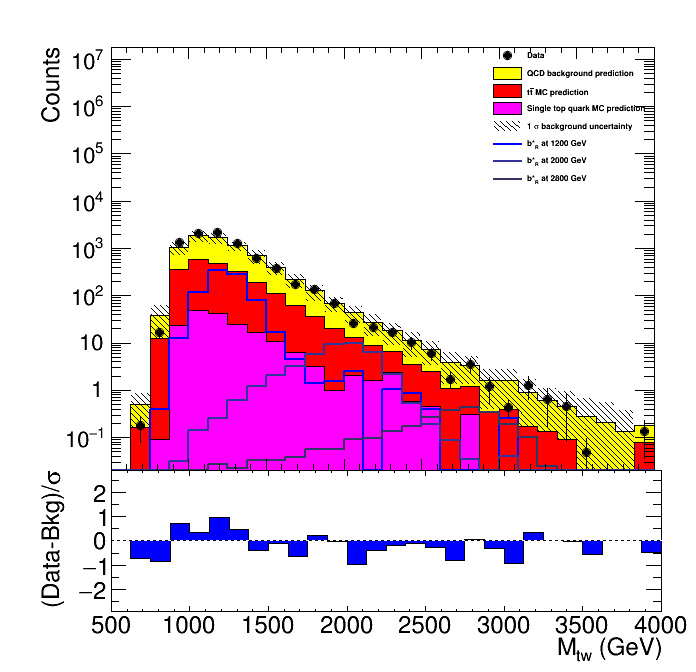 Counts
10⁷
10⁶
10⁵
10⁴
10³
10²
10
1
10⁻¹
Data
QCD background prediction
tt̄ MC prediction
Single top quark MC prediction
1 σ background uncertainty
b*R at 1200 GeV
b*R at 2000 GeV
b*R at 2800 GeV
(Data-Bkg)/σ
2
1
0
−1
−2
500 1000 1500 2000 2500 3000 3500 4000
Mtw (GeV)